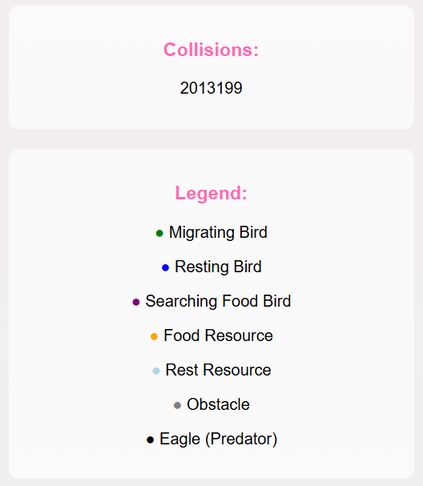 Collisions:
2013199
Legend:
● Migrating Bird
● Resting Bird
● Searching Food Bird
● Food Resource
● Rest Resource
● Obstacle
● Eagle (Predator)